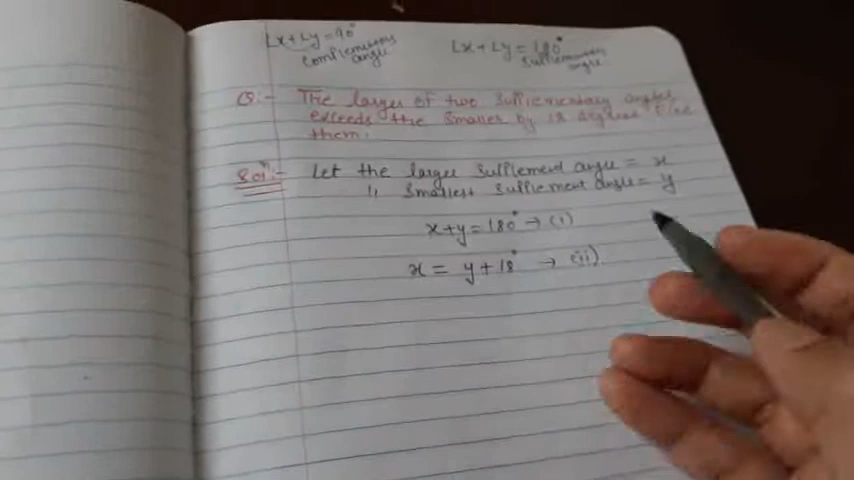 ∠x+∠y=90°
complementary
angle
∠x+∠y=180°
Supplementary
angle
Q:- The larger of two supplementary angles
exceeds the smaller by 18 degrees. Find
them.
Sol:- Let the larger supplement angle = x
" smallest supplement angle = y
x+y=180° → (i)
x = y+18° → (ii)